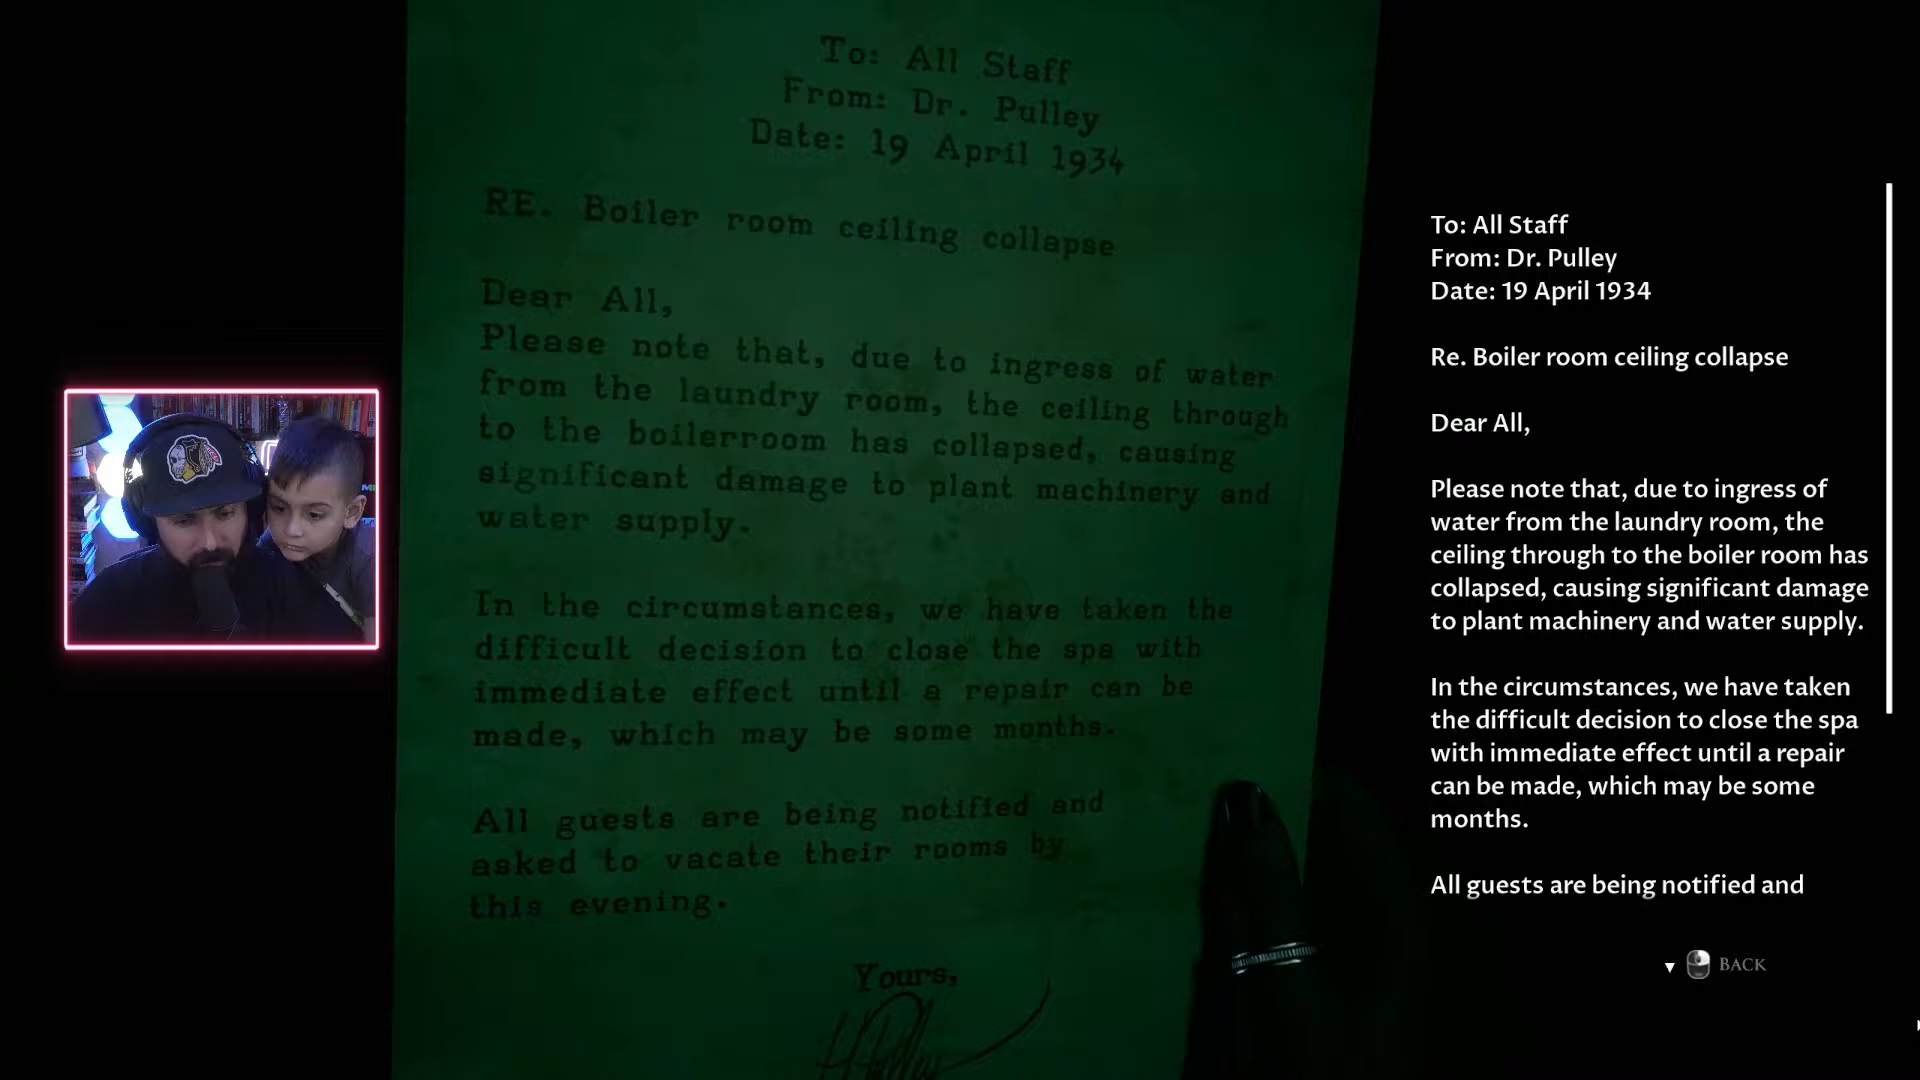 To: All Staff
From: Dr. Pulley
Date: 19 April 1934
RE. Boiler room ceiling collapse
Dear All,
Please note that, due to ingress of water
from the laundry room, the ceiling through
to the boilerroom has collapsed, causing
significant damage to plant machinery and
water supply.
In the circumstances, we have taken the
difficult decision to close the spa with
immediate effect until a repair can be
made, which may be some months.
All guests are being notified and
asked to vacate their rooms by
this evening.
Yours,
To: All Staff
From: Dr. Pulley
Date: 19 April 1934
Re. Boiler room ceiling collapse
Dear All,
Please note that, due to ingress of
water from the laundry room, the
ceiling through to the boiler room has
collapsed, causing significant damage
to plant machinery and water supply.
In the circumstances, we have taken
the difficult decision to close the spa
with immediate effect until a repair
can be made, which may be some
months.
All guests are being notified and
BACK